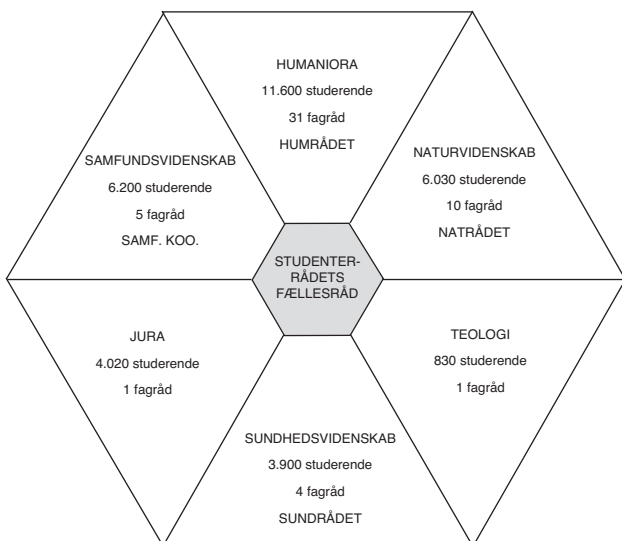 HUMANIORA
11.600 studerende
31 fagråd
HUMRÅDET
SAMFUNDSVIDENSKAB
6.200 studerende
5 fagråd
SAMF. KOO.
NATURVIDENSKAB
6.030 studerende
10 fagråd
NATRÅDET
STUDENTER-
RÅDETS
FÆLLESRÅD
JURA
4.020 studerende
1 fagråd
TEOLOGI
830 studerende
1 fagråd
SUNDHEDSVIDENSKAB
3.900 studerende
4 fagråd
SUNDRÅDET